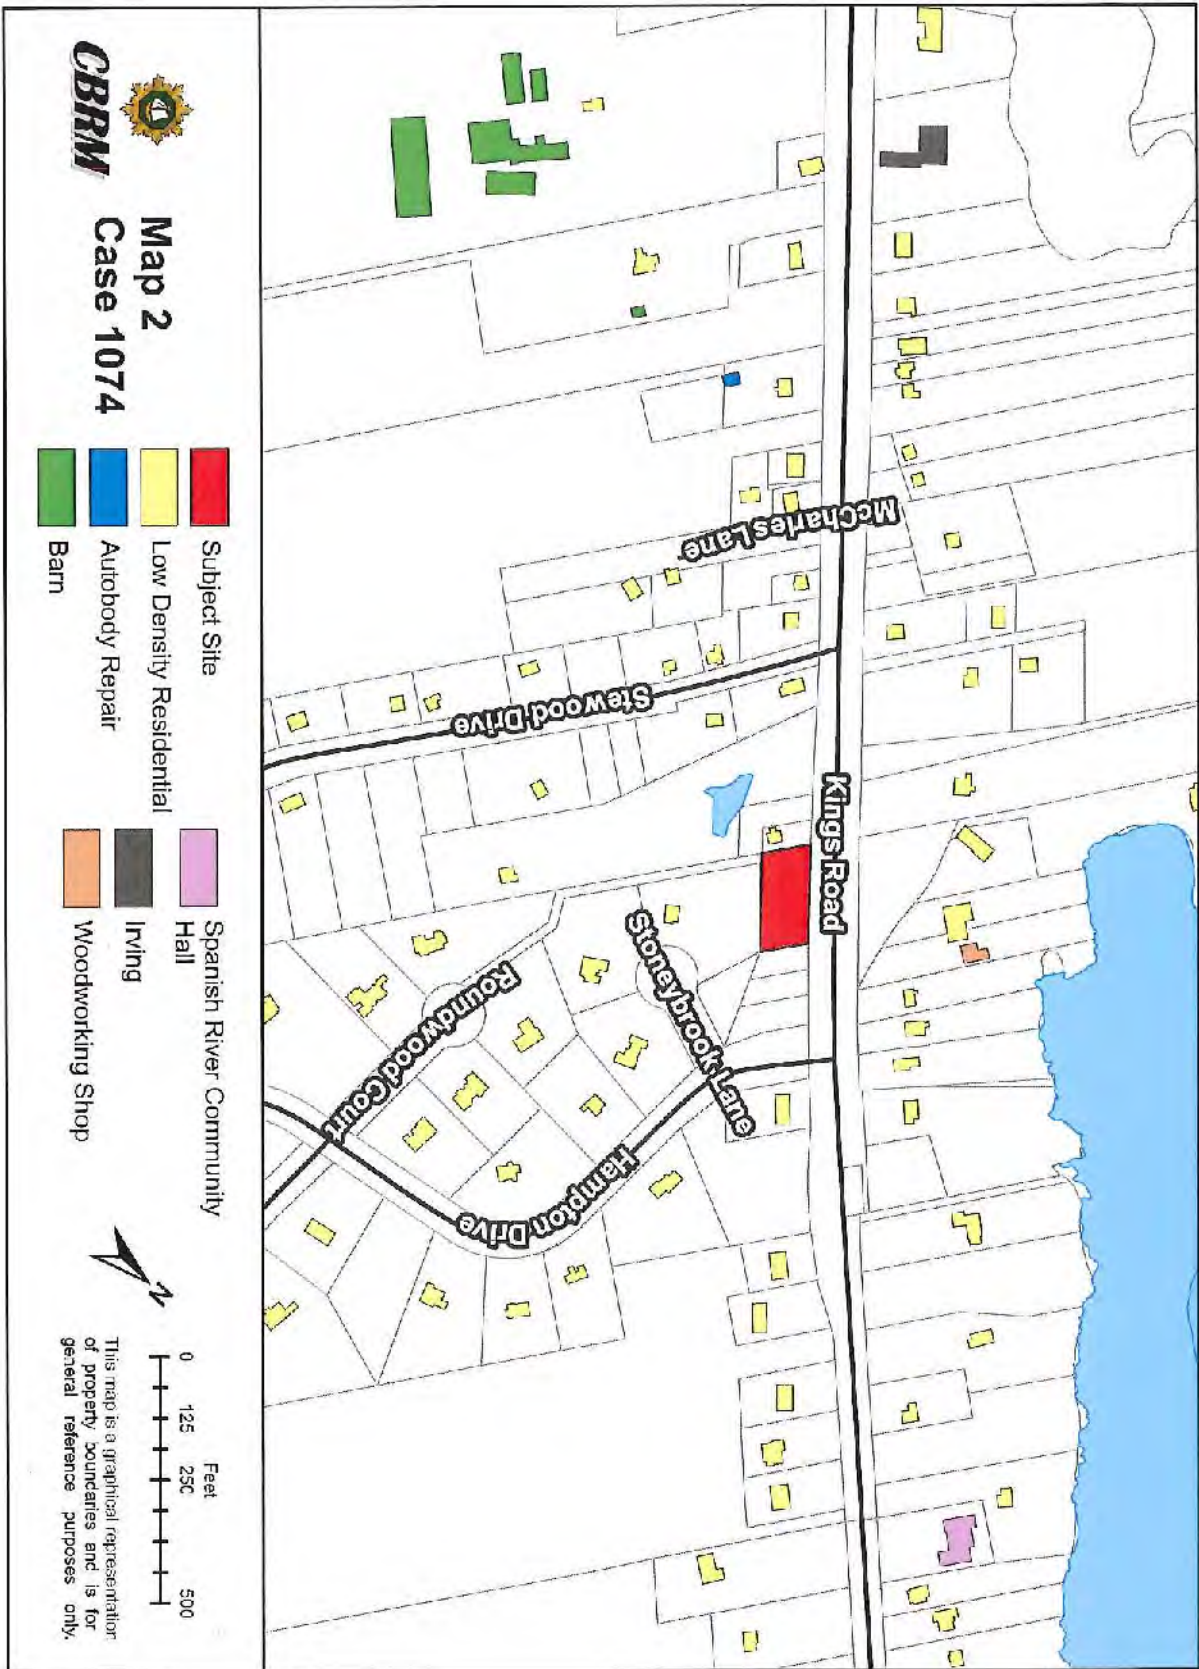 McCharles Lane
Stewood Drive
Kings Road
Stoneybrook Lane
Roundwood Court
Hampton Drive
CBRM
Map 2
Case 1074
Subject Site
Low Density Residential
Autobody Repair
Barn
Spanish River Community
Hall
Irving
Woodworking Shop
N
Feet
0 125 250 500
This map is a graphical representation
of property boundaries and is for
general reference purposes only.